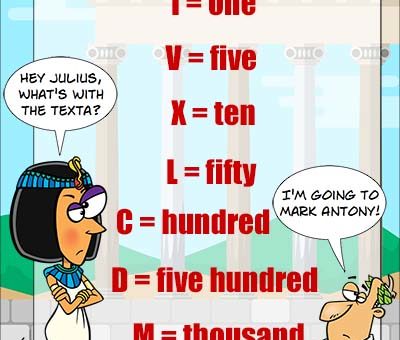 I = one
V = five
HEY JULIUS,
WHAT'S WITH
THE TEXTA?
X = ten
L = fifty
I'M GOING TO
MARK ANTONY!
C = hundred
D = five hundred
M = thousand